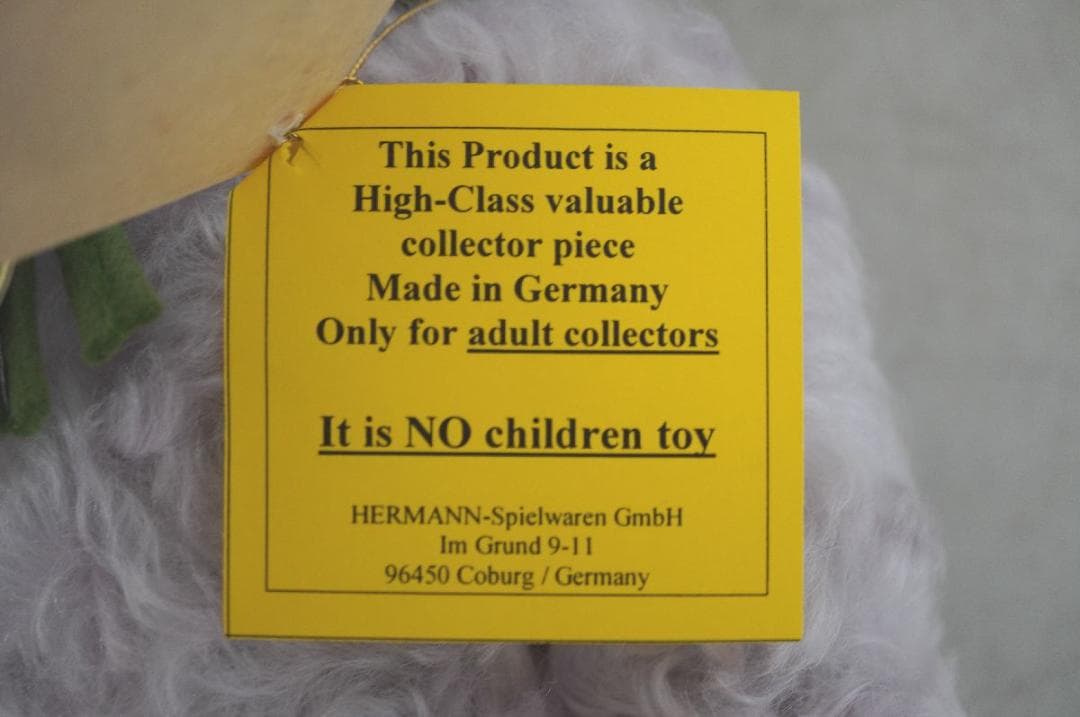 This Product is a
High-Class valuable
collector piece
Made in Germany
Only for adult collectors
It is NO children toy
HERMANN-Spielwaren GmbH
Im Grund 9-11
96450 Coburg / Germany